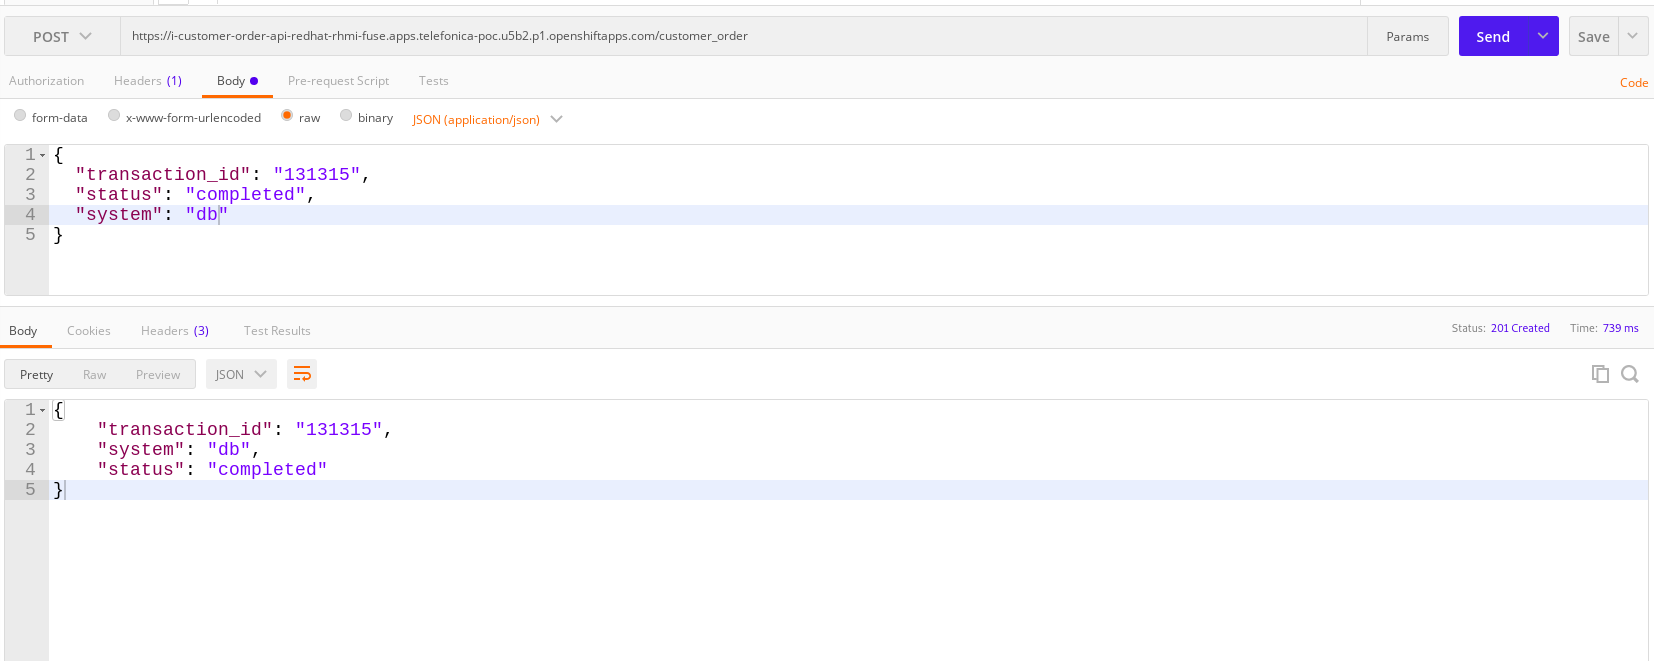 POST https://i-customer-order-api-redhat-rhmi-fuse.apps.telefonica-poc.u5b2.p1.openshiftapps.com/customer_order Params Send Save
Authorization Headers (1) Body Pre-request Script Tests Code
form-data x-www-form-urlencoded raw binary JSON (application/json)
1 {
2 "transaction_id": "131315",
3 "status": "completed",
4 "system": "db"
5 }
Body Cookies Headers (3) Test Results Status: 201 Created Time: 739 ms
Pretty Raw Preview JSON
1 {
2 "transaction_id": "131315",
3 "system": "db",
4 "status": "completed"
5 }